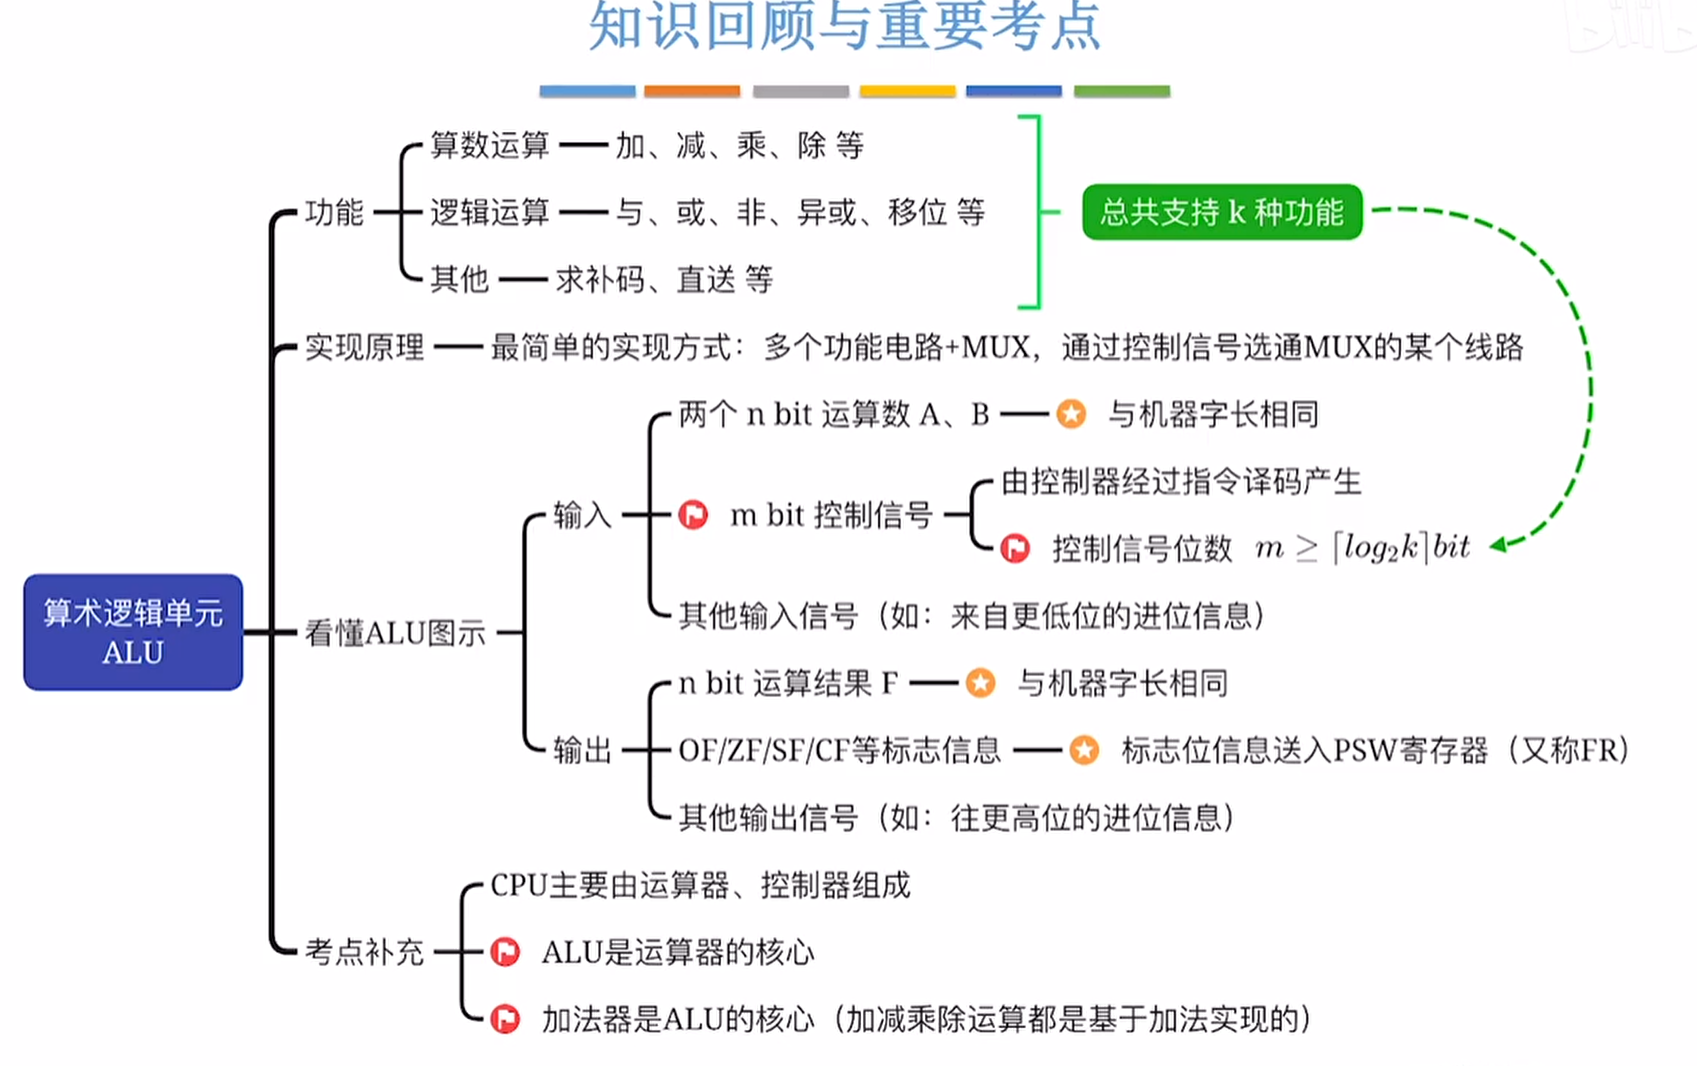 知识回顾与重要考点
算数运算
加、减、乘、除 等
功能
逻辑运算
与、或、非、异或、移位 等
总共支持 k 种功能
其他
求补码、直送 等
实现原理
最简单的实现方式：多个功能电路+MUX，通过控制信号选通MUX的某个线路
两个 n bit 运算数 A、B
与机器字长相同
由控制器经过指令译码产生
输入
m bit 控制信号
控制信号位数 m ≥ ⌈log₂k⌉bit
其他输入信号（如：来自更低位的进位信息）
算术逻辑单元
ALU
看懂ALU图示
n bit 运算结果 F
与机器字长相同
输出
OF/ZF/SF/CF等标志信息
标志位信息送入PSW寄存器（又称FR）
其他输出信号（如：往更高位的进位信息）
CPU主要由运算器、控制器组成
考点补充
ALU是运算器的核心
加法器是ALU的核心（加减乘除运算都是基于加法实现的）